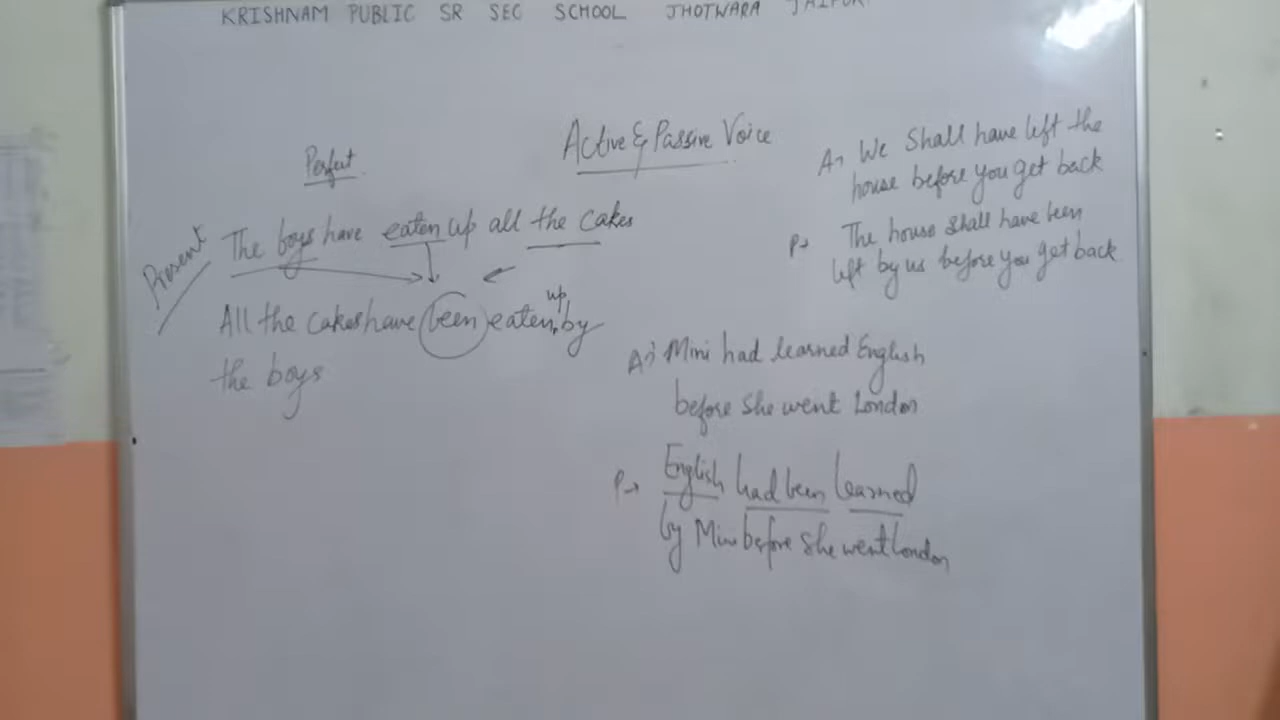 KRISHNAM PUBLIC SR SEC SCHOOL JHOTWARA JAIPUR
Active & Passive Voice
Perfect
Present
The boys have eaten up all the cakes
All the cakes have been eaten up by
the boys
A→ We Shall have left the
house before you get back
P→ The house shall have been
left by us before you get back
A→ Mini had learned English
before she went London
P→ English had been learned
by Mini before she went London